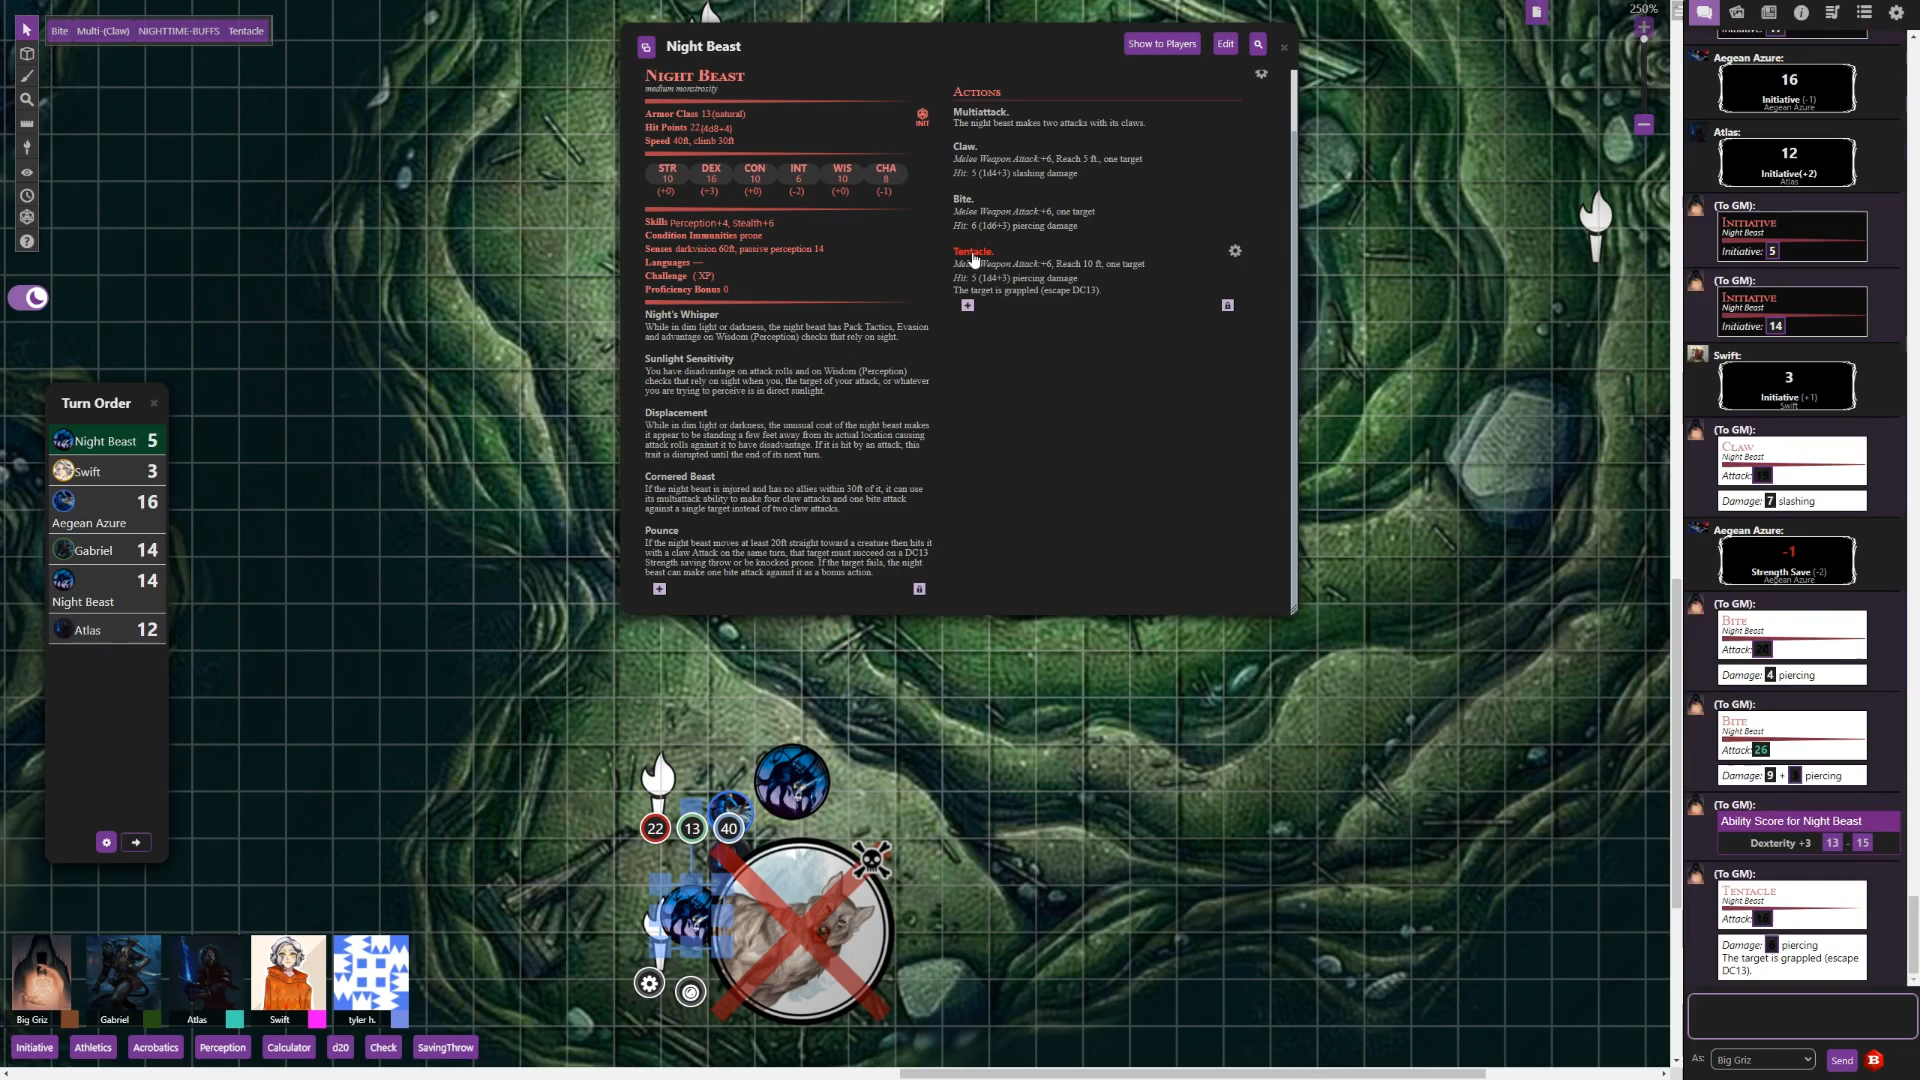 Bite Multi-(Claw) NIGHTTIME-BUFFS Tentacle
Night Beast
Show to Players Edit
NIGHT BEAST
medium monstrosity
Armor Class 13 (natural)
Hit Points 22 (4d8+4)
Speed 40ft, climb 30ft
INIT
STR DEX CON INT WIS CHA
10 16 10 6 10 8
(+0) (+3) (+0) (-2) (+0) (-1)
Skills Perception+4, Stealth+6
Condition Immunities prone
Senses darkvision 60ft, passive perception 14
Languages —
Challenge ( XP)
Proficiency Bonus 0
Night's Whisper
While in dim light or darkness, the night beast has Pack Tactics, Evasion
and advantage on Wisdom (Perception) checks that rely on sight.
Sunlight Sensitivity
You have disadvantage on attack rolls and on Wisdom (Perception)
checks that rely on sight when you, the target of your attack, or whatever
you are trying to perceive is in direct sunlight.
Displacement
While in dim light or darkness, the unusual coat of the night beast makes
it appear to be standing a few feet away from its actual location causing
attack rolls against it to have disadvantage. If it is hit by an attack, this
trait is disrupted until the end of its next turn.
Cornered Beast
If the night beast is injured and has no allies within 30ft of it, it can use
its multiattack ability to make four claw attacks and one bite attack
against a single target instead of two claw attacks.
Pounce
If the night beast moves at least 20ft straight toward a creature then hits it
with a claw Attack on the same turn, that target must succeed on a DC13
Strength saving throw or be knocked prone. If the target fails, the night
beast can make one bite attack against it as a bonus action.
ACTIONS
Multiattack.
The night beast makes two attacks with its claws.
Claw.
Melee Weapon Attack:+6, Reach 5 ft., one target
Hit: 5 (1d4+3) slashing damage
Bite.
Melee Weapon Attack:+6, one target
Hit: 6 (1d6+3) piercing damage
Tentacle.
Weapon Attack:+6, Reach 10 ft, one target
Hit: 5 (1d4+3) piercing damage
The target is grappled (escape DC13).
Turn Order
Night Beast 5
Swift 3
16
Aegean Azure
Gabriel 14
14
Night Beast
Atlas 12
22 13 40
250%
Aegean Azure:
16
Initiative (-1)
Aegean Azure
Atlas:
12
Initiative(+2)
Atlas
(To GM):
INITIATIVE
Night Beast
Initiative: 5
(To GM):
INITIATIVE
Night Beast
Initiative: 14
Swift:
3
Initiative (+1)
Swift
(To GM):
CLAW
Night Beast
Attack:
Damage: 7 slashing
Aegean Azure:
-1
Strength Save (-2)
Aegean Azure
(To GM):
BITE
Night Beast
Attack:
Damage: 4 piercing
(To GM):
BITE
Night Beast
Attack: 26
Damage: 9 + piercing
(To GM):
Ability Score for Night Beast
Dexterity +3 13 - 15
(To GM):
TENTACLE
Night Beast
Attack:
Damage: 6 piercing
The target is grappled (escape
DC13).
Big Griz Gabriel Atlas Swift tyler h.
Initiative Athletics Acrobatics Perception Calculator d20 Check SavingThrow
As: Big Griz Send B